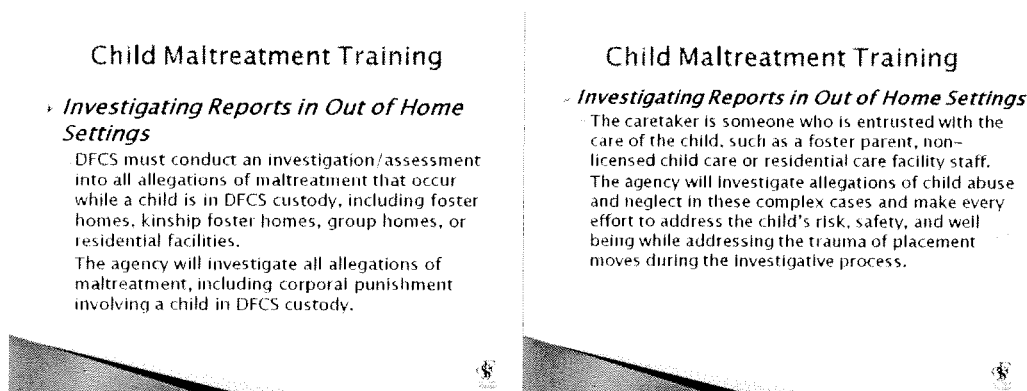 Child Maltreatment Training
Investigating Reports in Out of Home
Settings
DFCS must conduct an investigation/assessment
into all allegations of maltreatment that occur
while a child is in DFCS custody, including foster
homes, kinship foster homes, group homes, or
residential facilities.
The agency will investigate all allegations of
maltreatment, including corporal punishment
involving a child in DFCS custody.
Child Maltreatment Training
Investigating Reports in Out of Home Settings
The caretaker is someone who is entrusted with the
care of the child, such as a foster parent, non-
licensed child care or residential care facility staff.
The agency will investigate allegations of child abuse
and neglect in these complex cases and make every
effort to address the child's risk, safety, and well
being while addressing the trauma of placement
moves during the investigative process.